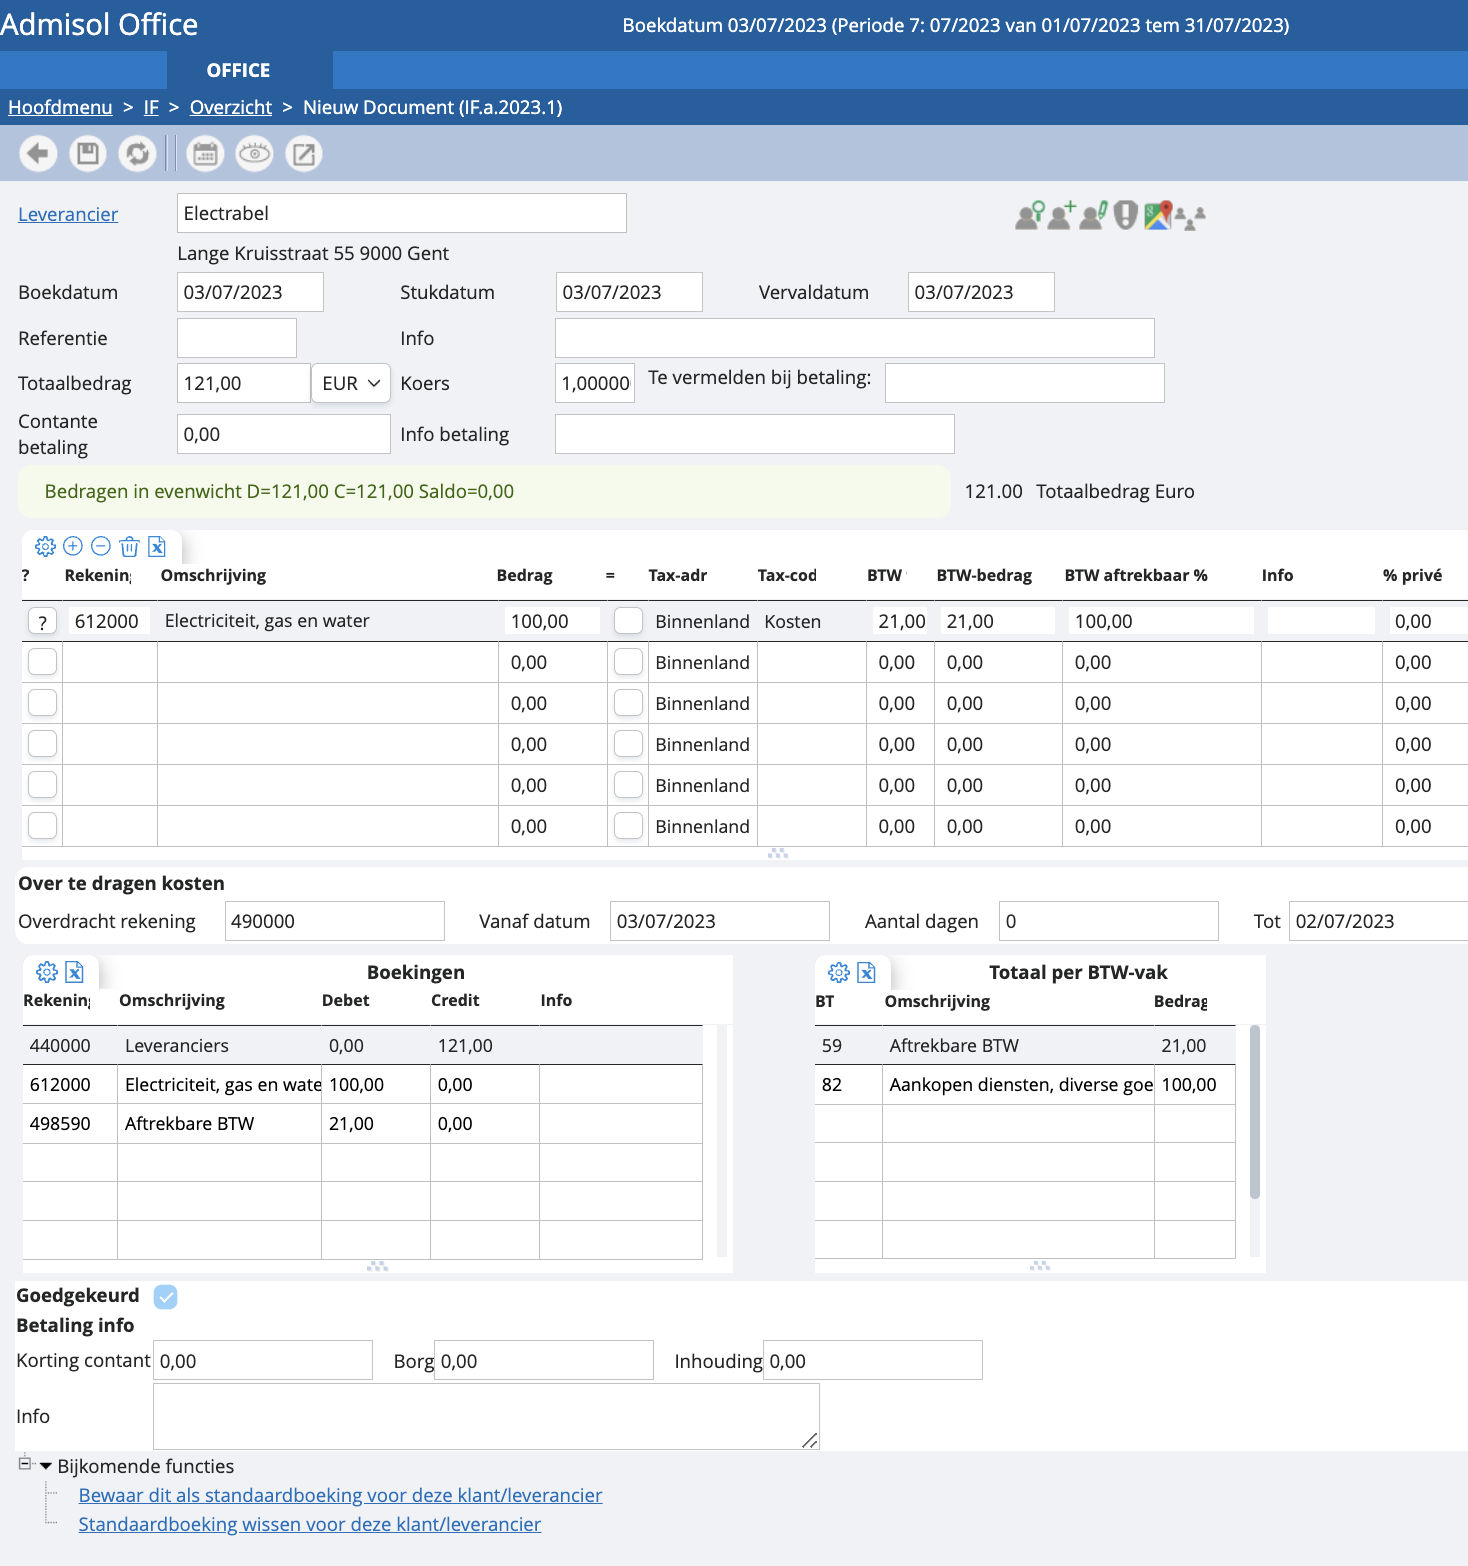 Admisol Office
Boekdatum 03/07/2023 (Periode 7: 07/2023 van 01/07/2023 tem 31/07/2023)
OFFICE
Hoofdmenu > IF > Overzicht > Nieuw Document (IF.a.2023.1)
Leverancier Electrabel
Lange Kruisstraat 55 9000 Gent
Boekdatum 03/07/2023 Stukdatum 03/07/2023 Vervaldatum 03/07/2023
Referentie Info
Totaalbedrag 121,00 EUR Koers 1,00000 Te vermelden bij betaling:
Contante betaling 0,00 Info betaling
Bedragen in evenwicht D=121,00 C=121,00 Saldo=0,00 121.00 Totaalbedrag Euro
? Rekening Omschrijving Bedrag = Tax-adr Tax-cod BTW BTW-bedrag BTW aftrekbaar % Info % privé
? 612000 Electriciteit, gas en water 100,00 Binnenland Kosten 21,00 21,00 100,00 0,00
0,00 Binnenland 0,00 0,00 0,00 0,00
0,00 Binnenland 0,00 0,00 0,00 0,00
0,00 Binnenland 0,00 0,00 0,00 0,00
0,00 Binnenland 0,00 0,00 0,00 0,00
0,00 Binnenland 0,00 0,00 0,00 0,00
Over te dragen kosten
Overdracht rekening 490000 Vanaf datum 03/07/2023 Aantal dagen 0 Tot 02/07/2023
Boekingen
Rekening Omschrijving Debet Credit Info
440000 Leveranciers 0,00 121,00
612000 Electriciteit, gas en wate 100,00 0,00
498590 Aftrekbare BTW 21,00 0,00
Totaal per BTW-vak
BT Omschrijving Bedrag
59 Aftrekbare BTW 21,00
82 Aankopen diensten, diverse goe 100,00
Goedgekeurd
Betaling info
Korting contant 0,00 Borg 0,00 Inhouding 0,00
Info
Bijkomende functies
Bewaar dit als standaardboeking voor deze klant/leverancier
Standaardboeking wissen voor deze klant/leverancier